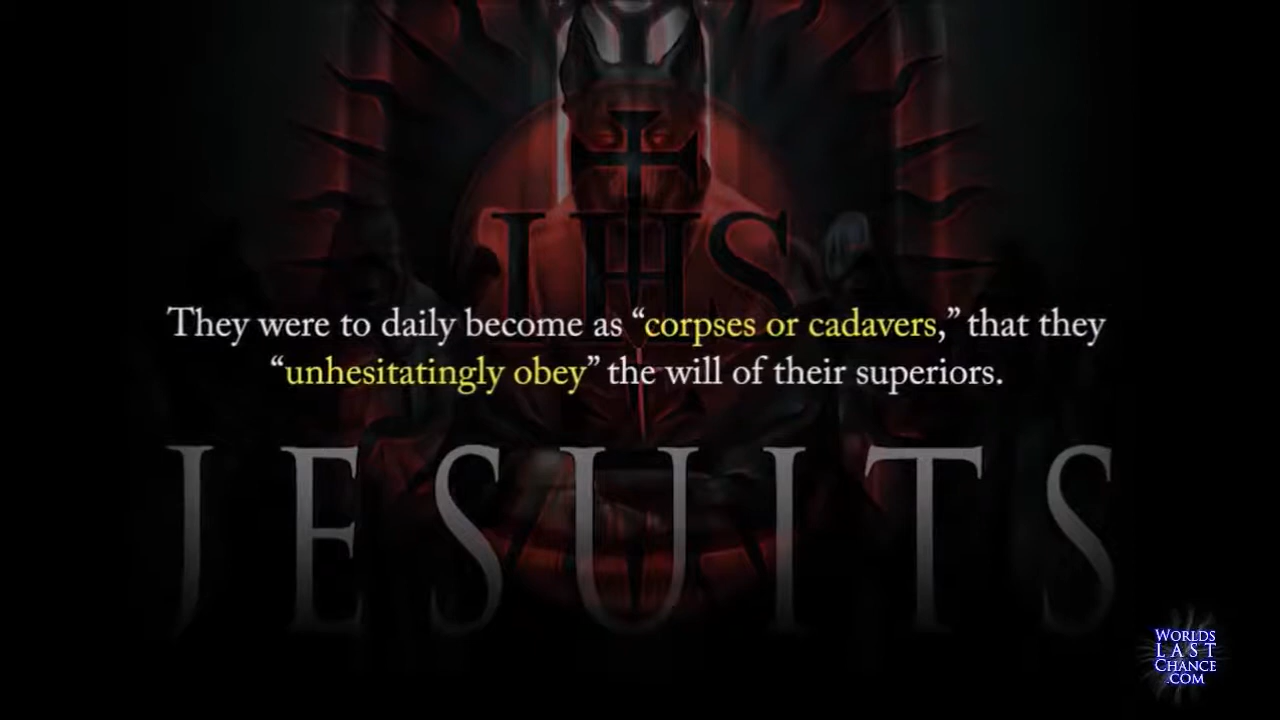 IHS
They were to daily become as “corpses or cadavers,” that they
“unhesitatingly obey” the will of their superiors.
JESUITS
WORLDS
LAST
CHANCE
.COM